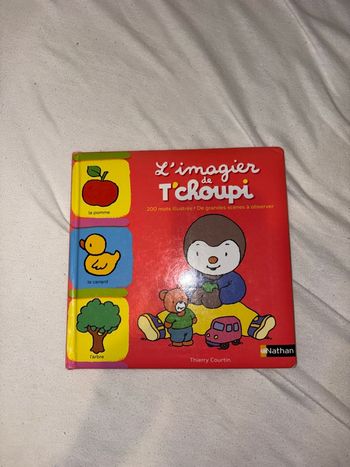 L'imagier
de
T'choupi
200 mots illustrés • De grandes scènes à observer
la pomme
le canard
l'arbre
Thierry Courtin
Nathan